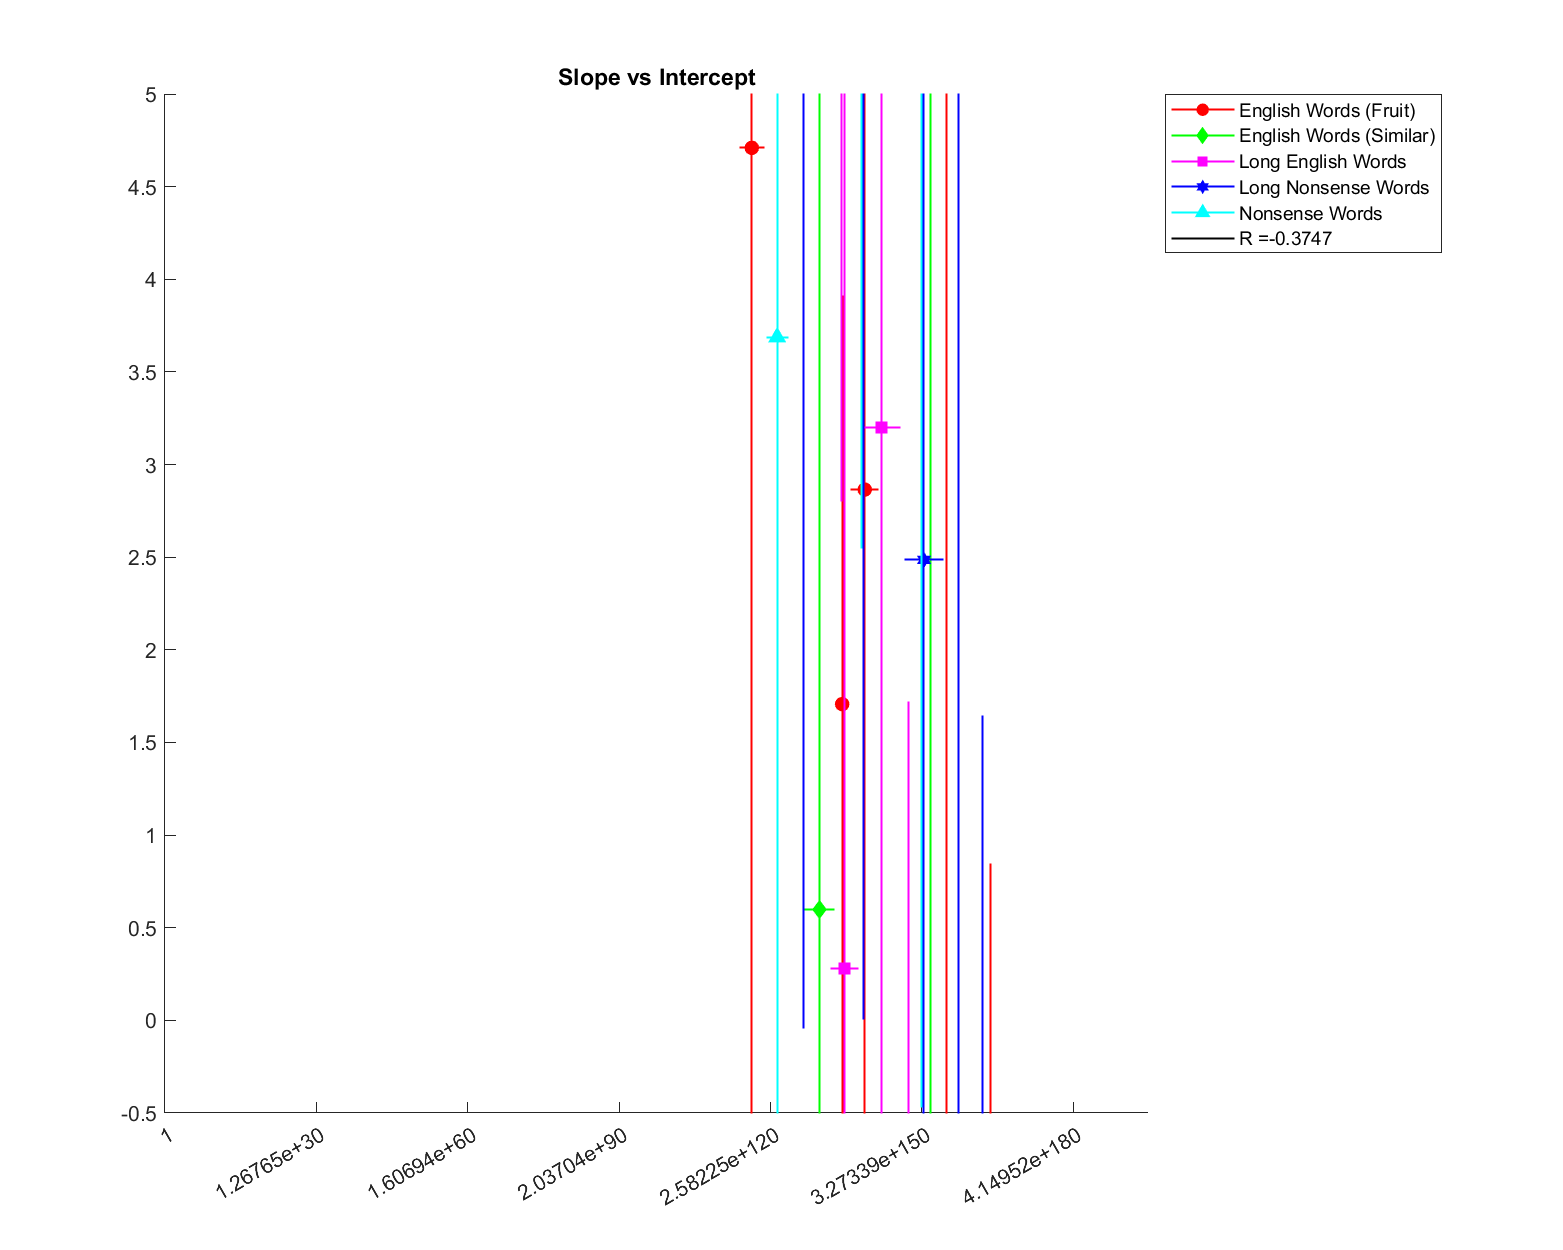 Slope vs Intercept
5
4.5
4
3.5
3
2.5
2
1.5
1
0.5
0
-0.5
1
1.26765e+30
1.60694e+60
2.03704e+90
2.58225e+120
3.27339e+150
4.14952e+180
English Words (Fruit)
English Words (Similar)
Long English Words
Long Nonsense Words
Nonsense Words
R =-0.3747